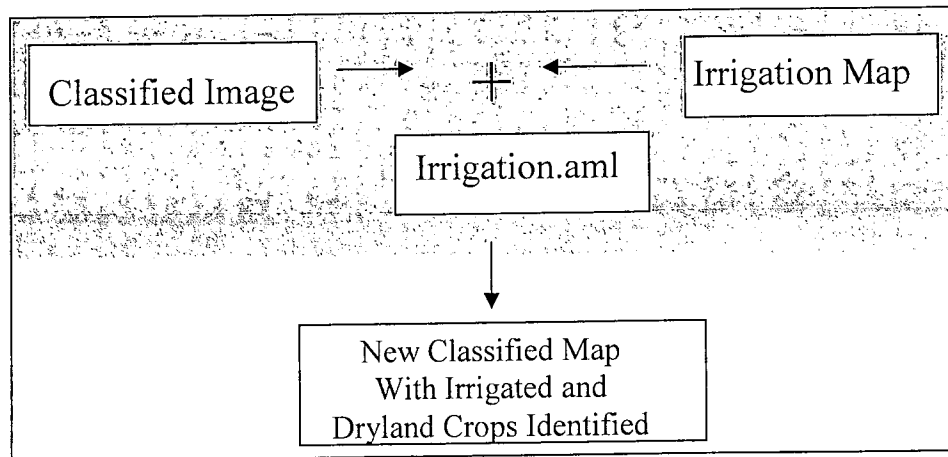 Classified Image
+
Irrigation Map
Irrigation.aml
New Classified Map
With Irrigated and
Dryland Crops Identified